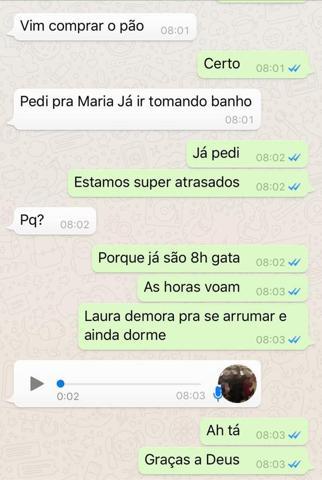 Vim comprar o pão 08:01
Certo 08:01
Pedi pra Maria Já ir tomando banho
08:01
Já pedi 08:02
Estamos super atrasados 08:02
Pq? 08:02
Porque já são 8h gata 08:02
As horas voam 08:03
Laura demora pra se arrumar e
ainda dorme 08:03
0:02 08:03
Ah tá 08:03
Graças a Deus 08:03